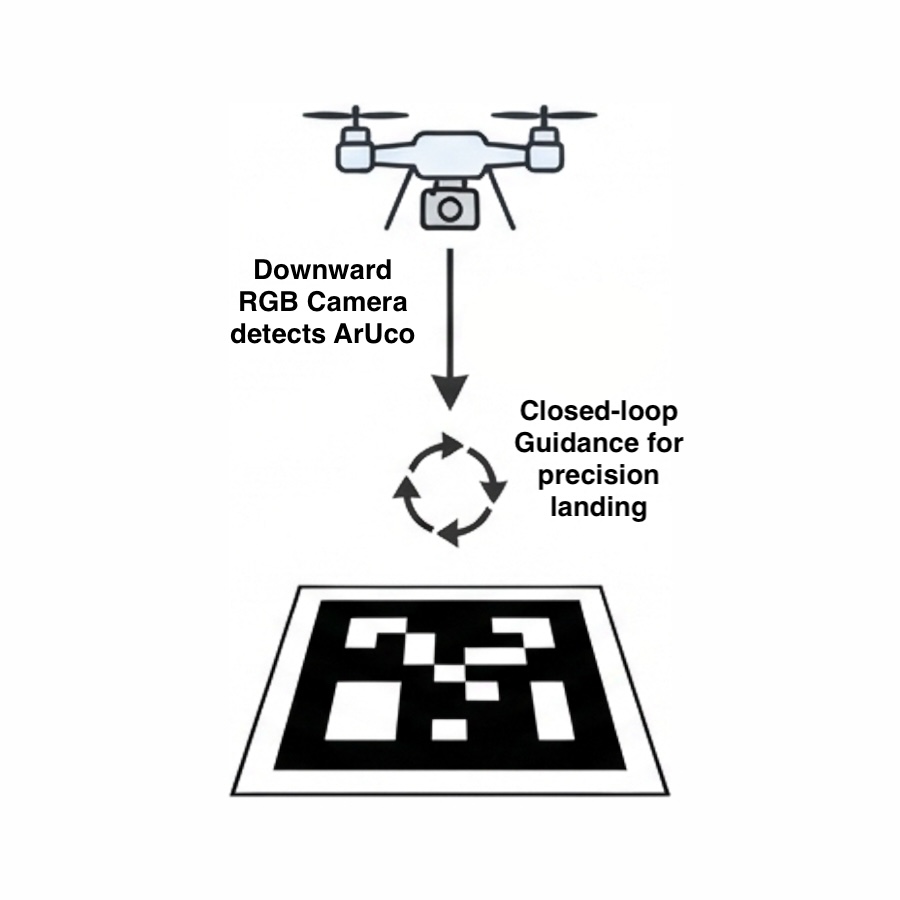 Downward
RGB Camera
detects ArUco
Closed-loop
Guidance for
precision
landing